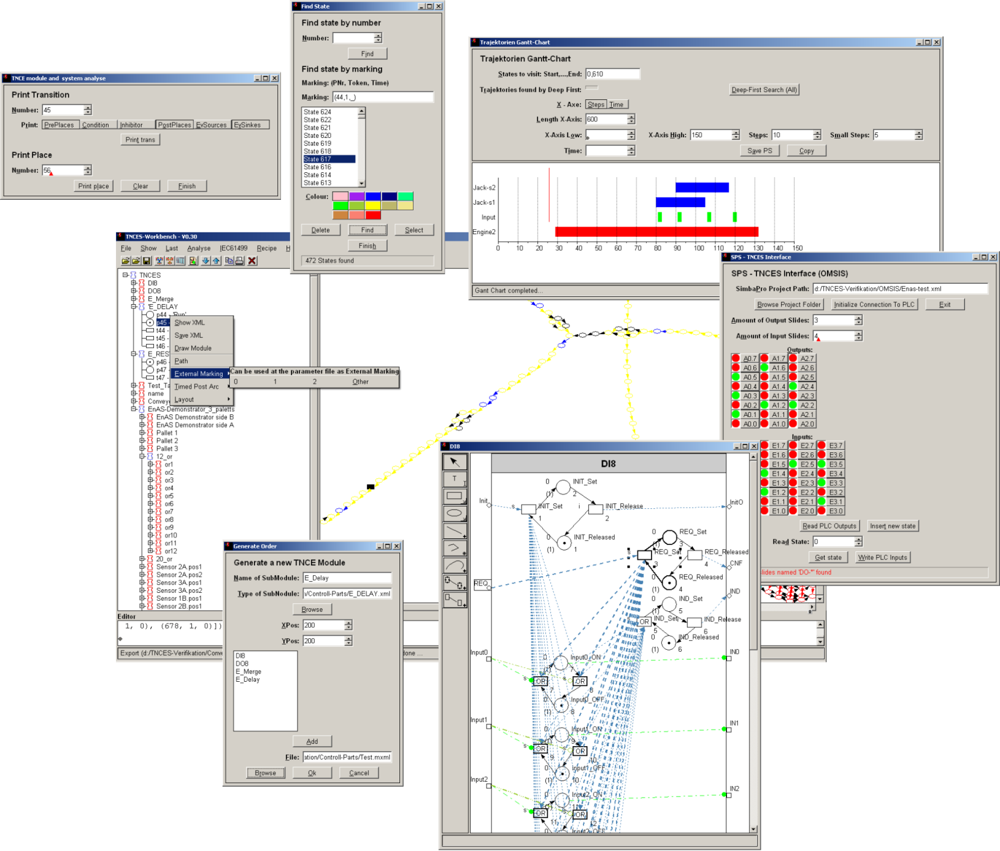 Find State
Find state by number
Number:
Find
Find state by marking
Marking: (PNr, Token, Time)
Marking: (44,1,_)
State 624
State 622
State 621
State 620
State 619
State 618
State 617
State 616
State 614
State 613
Colour:
Delete Find Select
Finish
472 States found
TNCE module and system analyse
Print Transition
Number: 45
Print: PrePlaces Condition Inhibitor PostPlaces EvSources EvSinkes
Print trans
Print Place
Number: 56
Print place Clear Finish
Trajektorien Gantt-Chart
Trajektorien Gantt-Chart
States to visit: Start,...,End: 0,610
Trajektories found by Deep First: Deep-First Search (All)
X - Axe: Steps Time
Length X-Axis: 600
X-Axis Low: X-Axis High: 150 Steps: 10 Small Steps: 5
Time: Save PS Copy
Jack-s2
Jack-s1
Input
Engine2
0 10 20 30 40 50 60 70 80 90 100 110 120 130 140 150
Gant Chart completed...
TNCES-Workbench - V0.30
File Show Last Analyse IEC61499 Recipe H
TNCES
DI8
DO8
E_Merge
'E_DELAY
p44 - 'Run'
p45 -
t44 -
t45 -
t46 -
E_RES
p46 -
p47 -
t47 -
Test_Ta
name
Convey
EnAS-Demonstrator_3_paletts
EnAS Demonstrator side B
EnAS Demonstrator side A
Pallet 1
Pallet 2
Pallet 3
12_or
or1
or2
or3
or4
or5
or6
or7
or8
or9
or10
or11
or12
20_or
Sensor 2A.pos1
Sensor 2A.pos2
Sensor 3A.pos1
Sensor 3A.pos2
Sensor 1B.pos1
Sensor 2B.pos1
Show XML
Save XML
Draw Module
Path
External Marking
Timed Post Arc
Layout
Can be used at the parameter file as External Marking
0 1 2 Other
Editor
1, 0), (678, 1, 0)])
Export (d:/TNCES-Verifikation/Conve
done ...
SPS - TNCES Interface
SPS - TNCES Interface (OMSIS)
SimbaPro Project Path: d:/TNCES-Verifikation/OMSIS/Enas-test.xml
Browse Project Folder Initialize Connection To PLC Exit
Amount of Output Slides: 3
Amount of Input Slides: 4
Outputs:
A0.7 A1.7 A2.7
A0.6 A1.6 A2.6
A0.5 A1.5 A2.5
A0.4 A1.4 A2.4
A0.3 A1.3 A2.3
A0.2 A1.2 A2.2
A0.1 A1.1 A2.1
A0.0 A1.0 A2.0
Inputs:
E1.7 E2.7 E3.7
E1.6 E2.6 E3.6
E1.5 E2.5 E3.5
E1.4 E2.4 E3.4
E1.3 E2.3 E3.3
E1.2 E2.2 E3.2
E1.1 E2.1 E3.1
E1.0 E2.0 E3.0
Read PLC Outputs Insert new state
Read State: 0
Get state Write PLC Inputs
slides named 'DO-*' found
Generate Order
Generate a new TNCE Module
Name of SubModule: E_Delay
Type of SubNodule: \/Controll-Parts/E_DELAY.xml
Browse
XPos: 200
YPos: 200
DI8
DO8
E_Merge
E_Delay
Add
File: ation/Controll-Parts/Test.mxml
Browse Ok Cancel
DI8
T
DI8
0 INIT_Set
(1) 2
Init s INIT_Set i INIT_Release InitO
1 2
0 INIT_Released
(1) 1
0 REQ_Set
(1) 3
s REQ_Set REQ_Released
3 4 CNF
REQ 0 REQ_Released
(1) 4
IND
0 IND_Set
(1) 5
OR IND_Set IND_Release
5 6
0 IND_Released
(1) 6
Input0 0 Input0_ON IN0
7
s OR s OR
7 8
0 Input0_OFF
(1) 8
Input1 0 Input1_ON IN1
9
s OR s OR
9 10
0 Input1_OFF
(1) 10
Input2 0 Input2_ON IN2
11
s OR OR
11 12
0 Input2_OFF